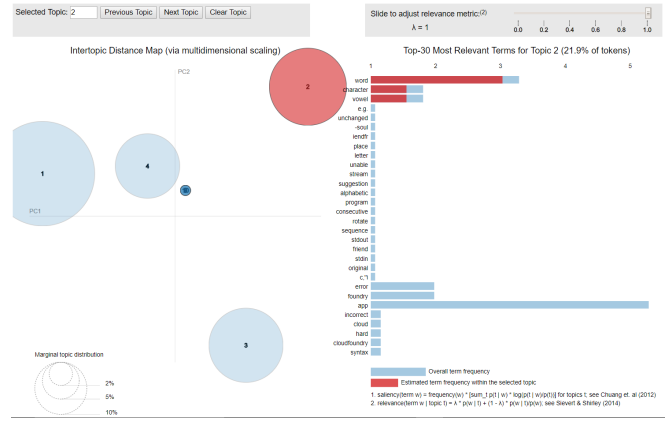 Selected Topic: 2 Previous Topic Next Topic Clear Topic
Slide to adjust relevance metric:(2)
λ = 1
0.0 0.2 0.4 0.6 0.8 1.0
Intertopic Distance Map (via multidimensional scaling)
PC2
PC1
1
2
3
4
Marginal topic distribution
2%
5%
10%
Top-30 Most Relevant Terms for Topic 2 (21.9% of tokens)
1 2 3 4 5
word
character
vowel
e.g.
unchanged
-soul
iendfr
place
letter
unable
stream
suggestion
alphabetic
program
consecutive
rotate
sequence
stdout
friend
stdin
original
error
foundry
app
incorrect
cloud
hard
cloudfoundry
syntax
Overall term frequency
Estimated term frequency within the selected topic
1. saliency(term w) = frequency(w) * [sum_t p(t | w) * log(p(t | w)/p(t))] for topics t; see Chuang et. al (2012)
2. relevance(term w | topic t) = λ * p(w | t) + (1 - λ) * p(w | t)/p(w); see Sievert & Shirley (2014)